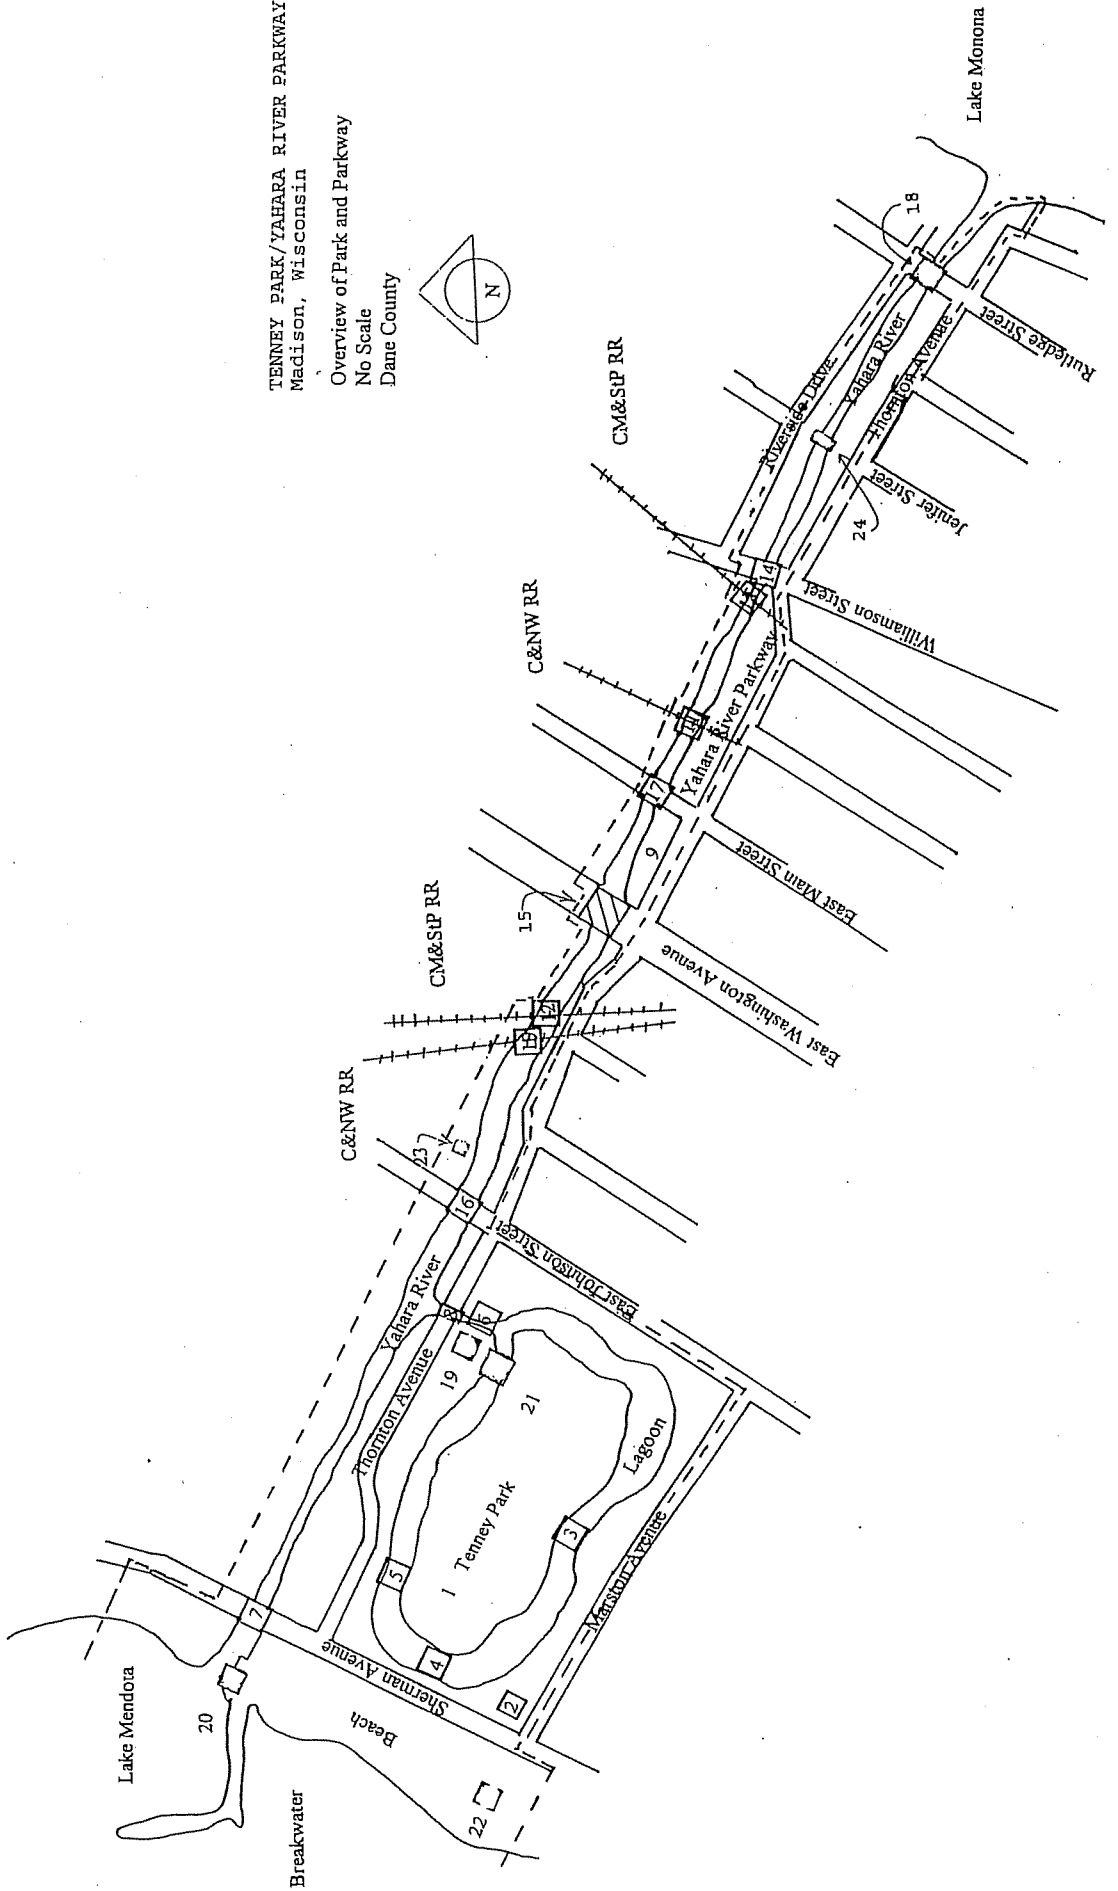 TENNEY PARK/YAHARA RIVER PARKWAY
Madison, Wisconsin
Overview of Park and Parkway
No Scale
Dane County
N
Lake Mendota
Breakwater
20
22
Beach
Sherman Avenue
7
2
4
5
1
Tenney Park
3
Lagoon
Marston Avenue
Thornton Avenue
Yahara River
19
21
8
6
East Johnson Street
16
23
C&NW RR
CM&StP RR
12
15
East Washington Avenue
9
East Main Street
17
C&NW RR
11
Yahara River Parkway
CM&StP RR
14
Williamson Street
Riverside Drive
Yahara River
Thornton Avenue
24
Jenifer Street
18
Rutledge Street
Lake Monona